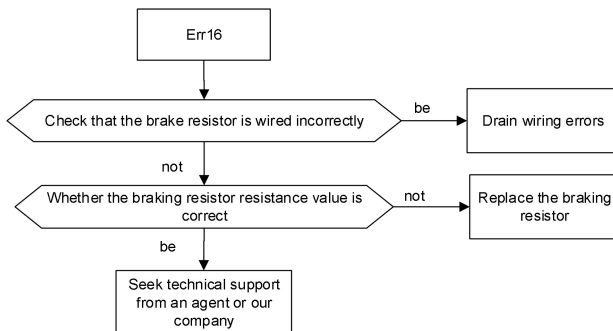 Err16
Check that the brake resistor is wired incorrectly
be
Drain wiring errors
not
Whether the braking resistor resistance value is
correct
not
Replace the braking
resistor
be
Seek technical support
from an agent or our
company